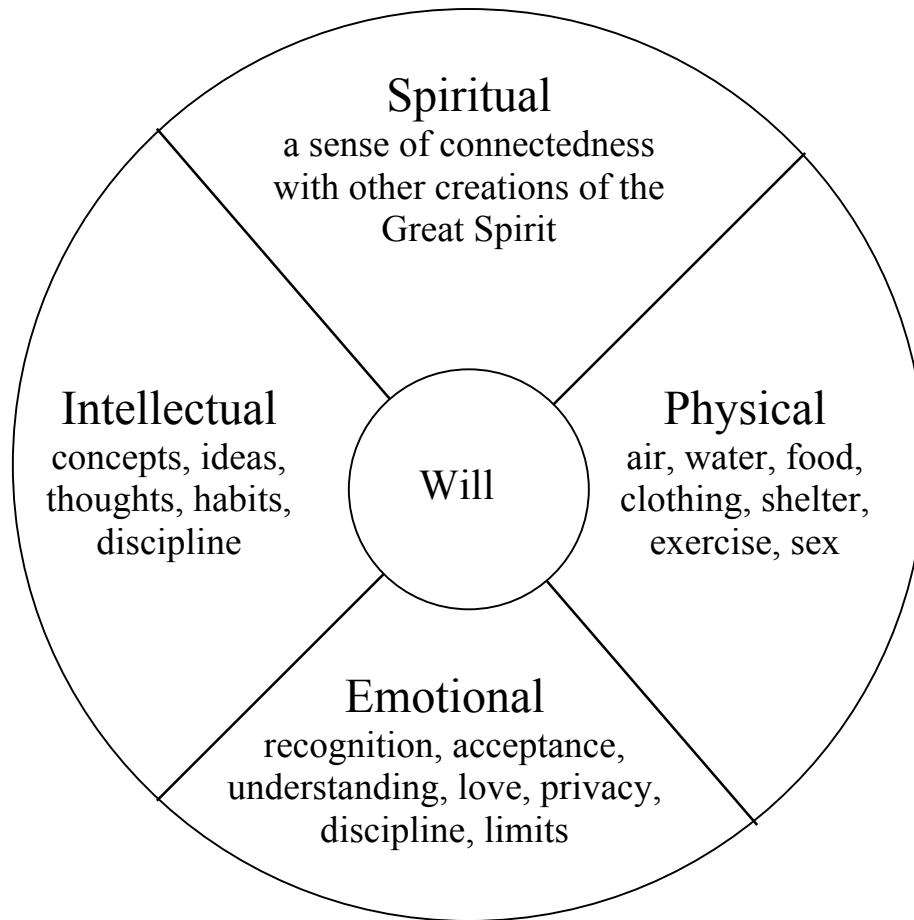 Spiritual
a sense of connectedness
with other creations of the
Great Spirit
Intellectual
concepts, ideas,
thoughts, habits,
discipline
Will
Physical
air, water, food,
clothing, shelter,
exercise, sex
Emotional
recognition, acceptance,
understanding, love, privacy,
discipline, limits